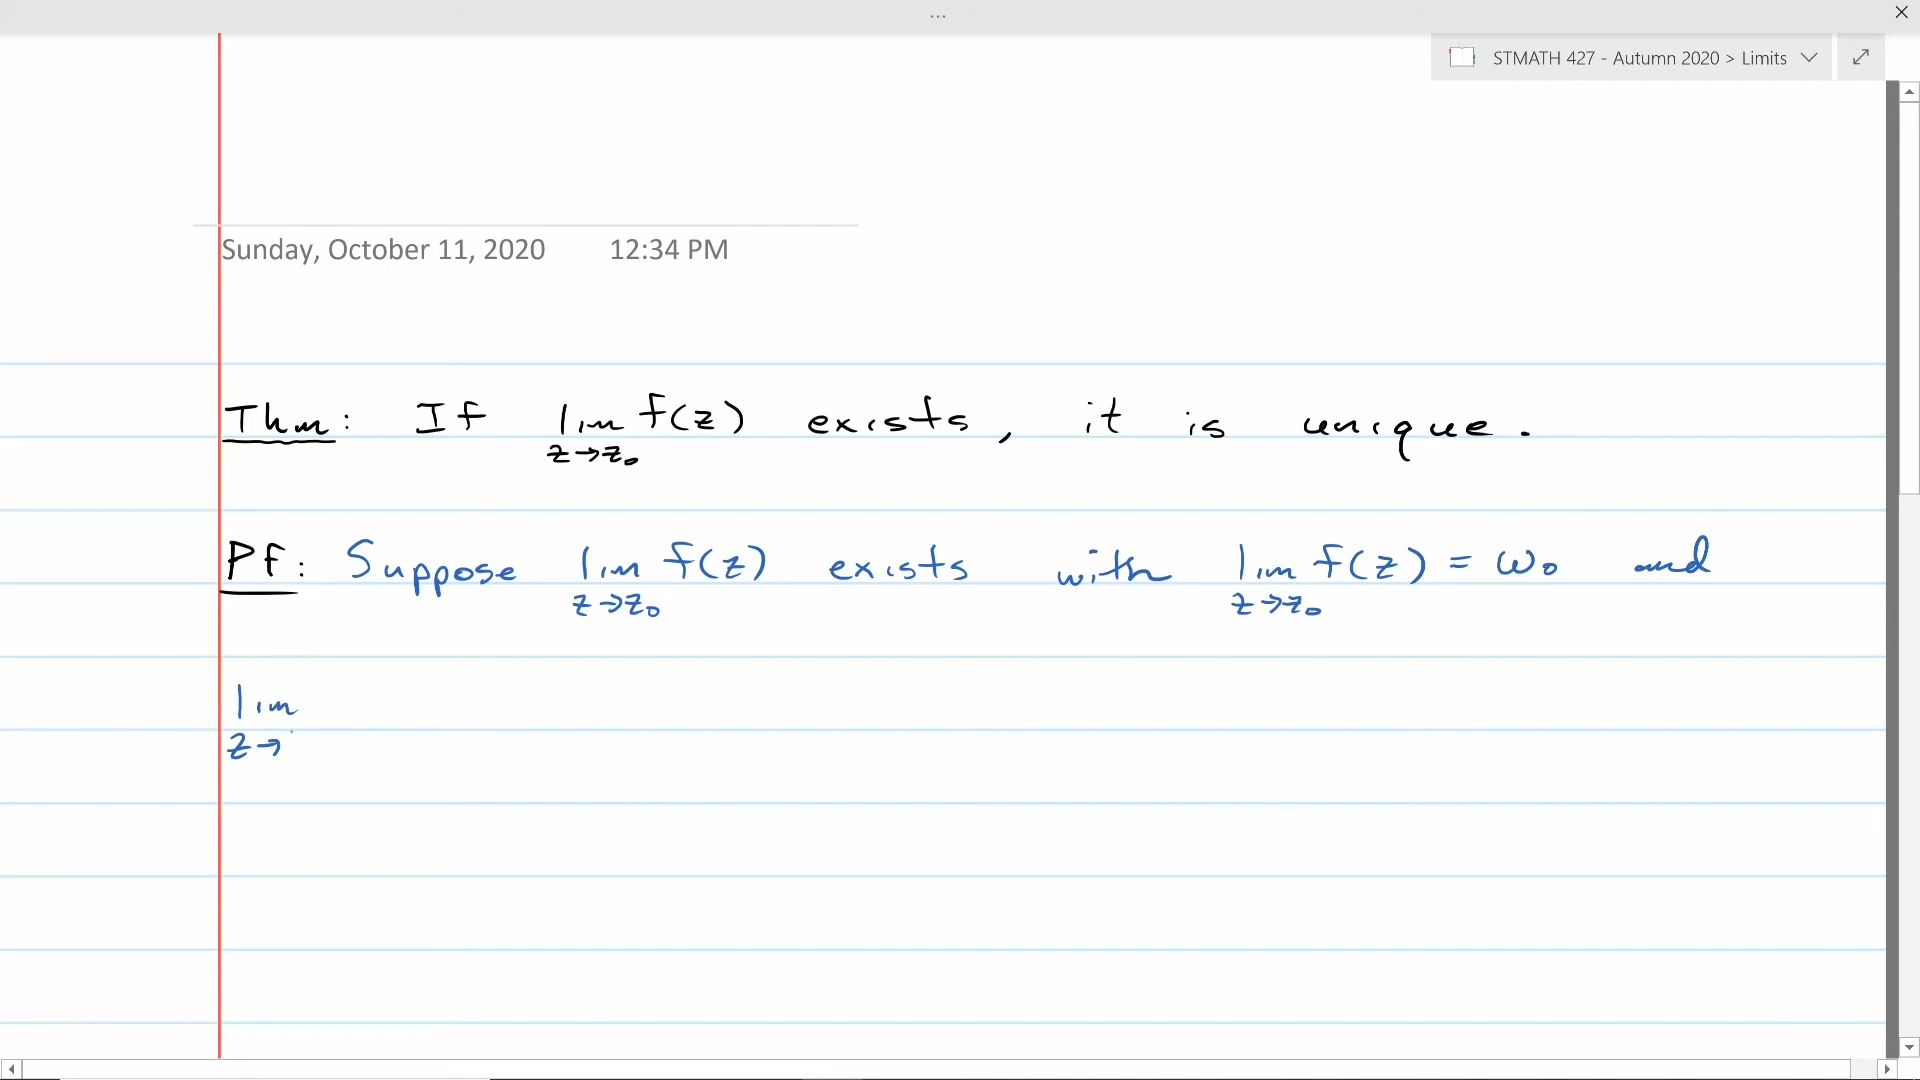 ...
STMATH 427 - Autumn 2020 > Limits
Sunday, October 11, 2020 12:34 PM
Thm: If lim f(z) exists, it is unique.
z→z₀
Pf: Suppose lim f(z) exists with lim f(z) = ω₀ and
z→z₀ z→z₀
lim
z→